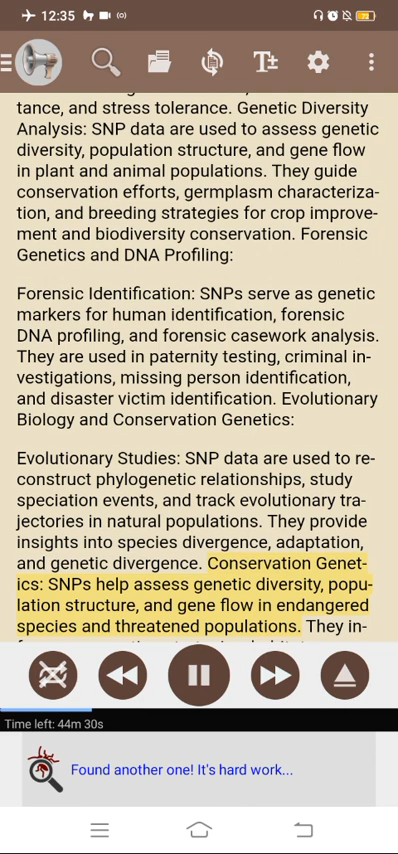 12:35
T±
tance, and stress tolerance. Genetic Diversity
Analysis: SNP data are used to assess genetic
diversity, population structure, and gene flow
in plant and animal populations. They guide
conservation efforts, germplasm characteriza-
tion, and breeding strategies for crop improve-
ment and biodiversity conservation. Forensic
Genetics and DNA Profiling:
Forensic Identification: SNPs serve as genetic
markers for human identification, forensic
DNA profiling, and forensic casework analysis.
They are used in paternity testing, criminal in-
vestigations, missing person identification,
and disaster victim identification. Evolutionary
Biology and Conservation Genetics:
Evolutionary Studies: SNP data are used to re-
construct phylogenetic relationships, study
speciation events, and track evolutionary tra-
jectories in natural populations. They provide
insights into species divergence, adaptation,
and genetic divergence. Conservation Genet-
ics: SNPs help assess genetic diversity, popu-
lation structure, and gene flow in endangered
species and threatened populations. They in-
Time left: 44m 30s
Found another one! It's hard work...